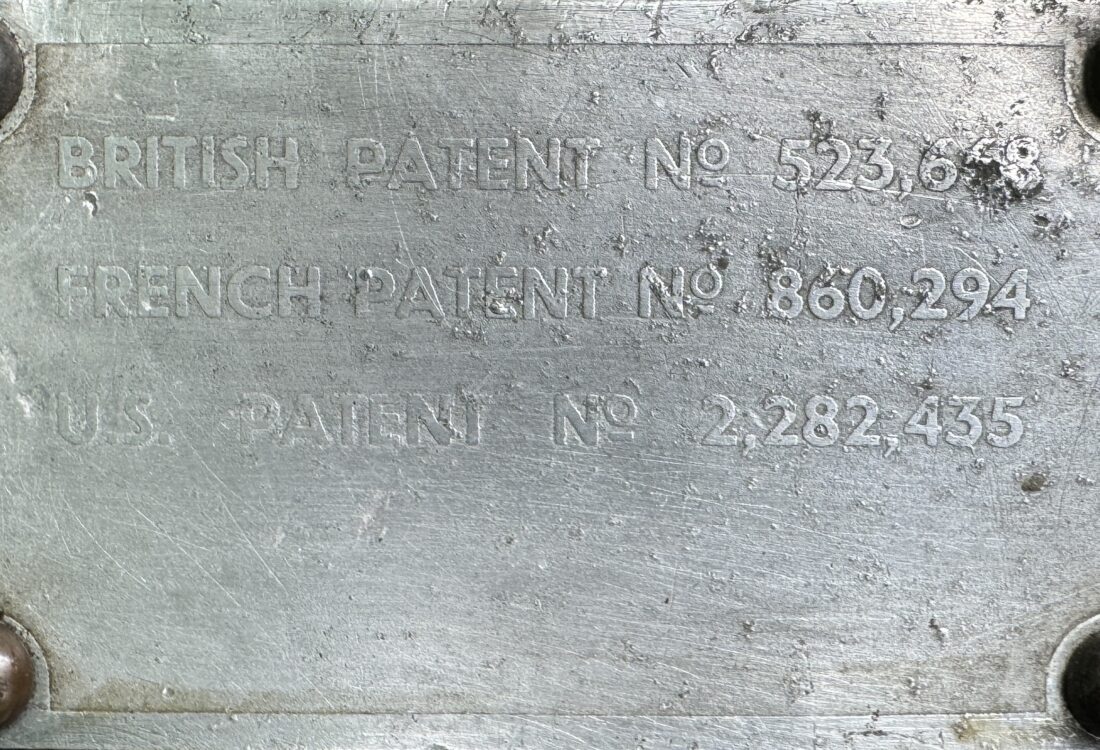 BRITISH PATENT Nº
FRENCH PATENT Nº 860,294
U.S. PATENT Nº 2,282,435